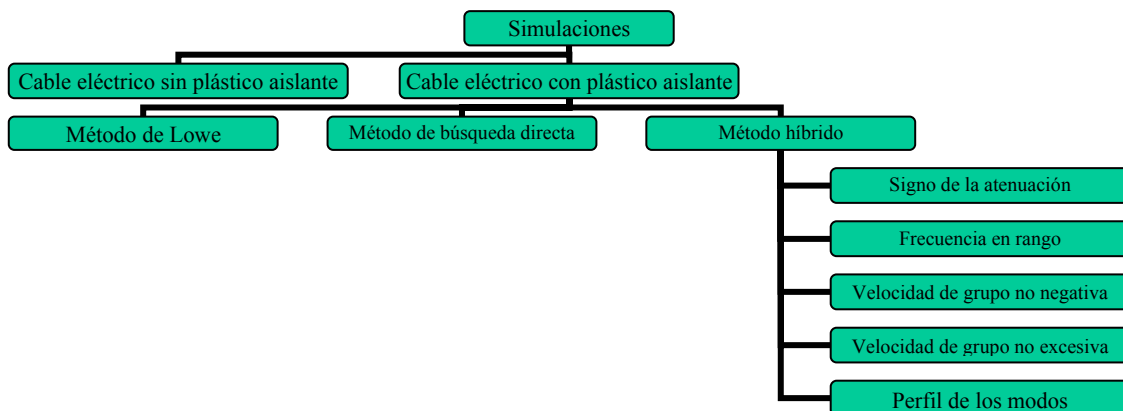 Simulaciones
Cable eléctrico sin plástico aislante
Cable eléctrico con plástico aislante
Método de Lowe
Método de búsqueda directa
Método híbrido
Signo de la atenuación
Frecuencia en rango
Velocidad de grupo no negativa
Velocidad de grupo no excesiva
Perfil de los modos